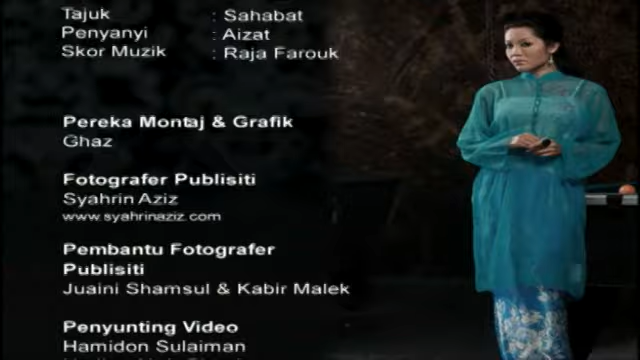 Tajuk : Sahabat
Penyanyi : Aizat
Skor Muzik : Raja Farouk
Pereka Montaj & Grafik
Ghaz
Fotografer Publisiti
Syahrin Aziz
www.syahrinaziz.com
Pembantu Fotografer
Publisiti
Juaini Shamsul & Kabir Malek
Penyunting Video
Hamidon Sulaiman